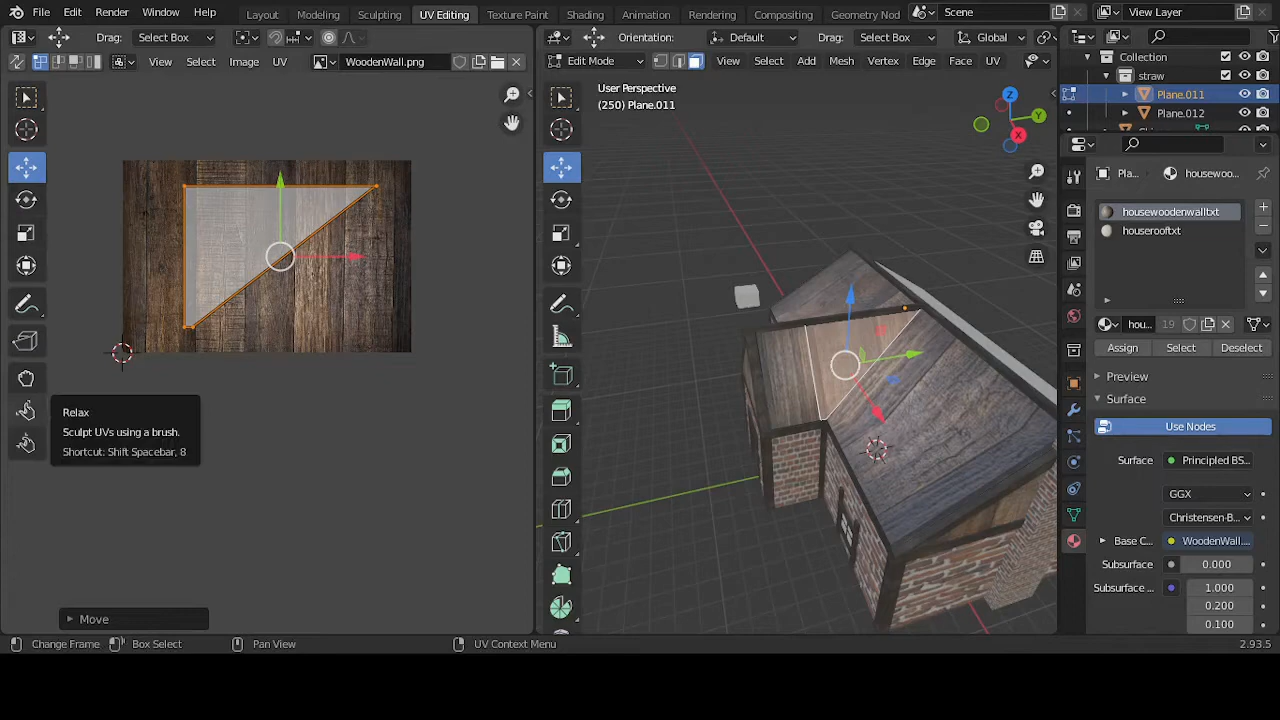 File Edit Render Window Help
Layout Modeling Sculpting UV Editing Texture Paint Shading Animation Rendering Compositing Geometry Nod
Scene
View Layer
Drag: Select Box
Orientation: Default Drag: Select Box Global
View Select Image UV WoodenWall.png
Edit Mode View Select Add Mesh Vertex Edge Face UV
Collection
straw
Plane.011
Plane.012
User Perspective
(250) Plane.011
Z
Y
X
Pla... housewoo...
housewoodenwalltxt
houserooftxt
hou... 19
Assign Select Deselect
Preview
Surface
Use Nodes
Surface Principled BS...
GGX
Christensen-B...
Base C... WoodenWall....
Subsurface 0.000
Subsurface .. 1.000
0.200
0.100
Relax
Sculpt UVs using a brush.
Shortcut: Shift Spacebar, 8
Move
Change Frame Box Select Pan View UV Context Menu 2.93.5